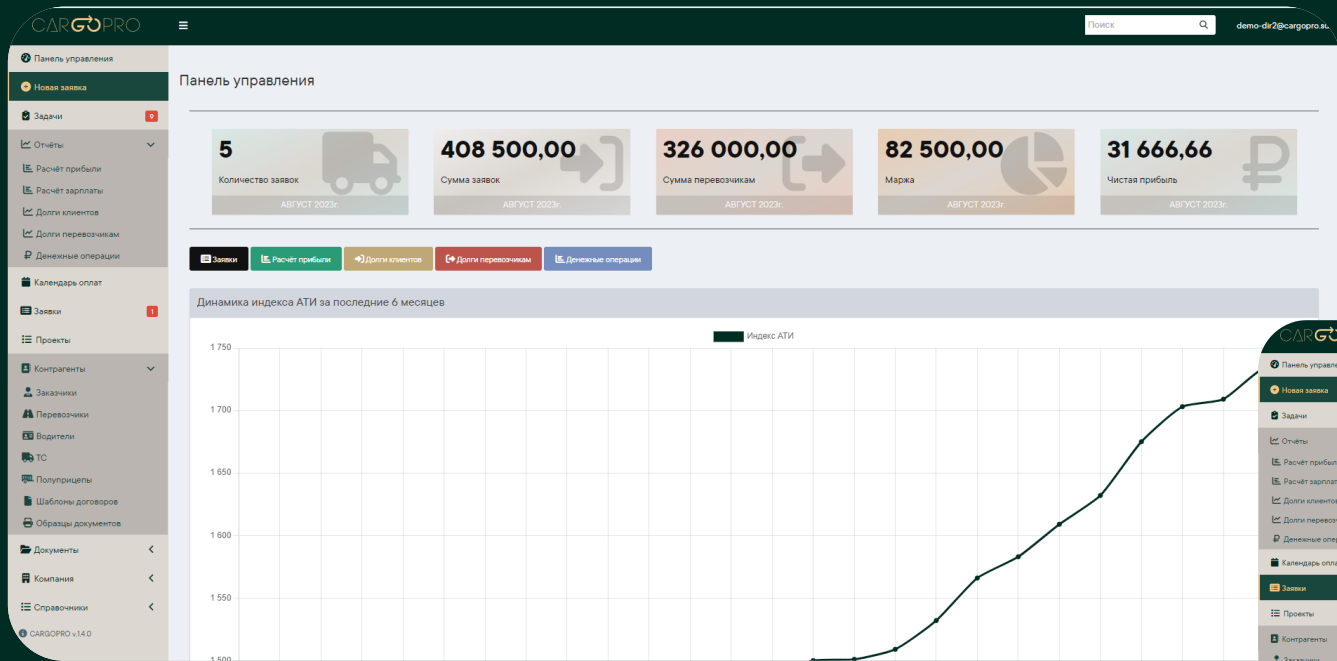 CARGOPRO
Поиск
demo-dir2@cargopro.su
Панель управления
Новая заявка
Задачи 9
Отчёты
Расчёт прибыли
Расчёт зарплаты
Долги клиентов
Долги перевозчикам
Денежные операции
Календарь оплат
Заявки 1
Проекты
Контрагенты
Заказчики
Перевозчики
Водители
ТС
Полуприцепы
Шаблоны договоров
Образцы документов
Документы
Компания
Справочники
CARGOPRO v.1.4.0
Панель управления
5
Количество заявок
АВГУСТ 2023г.
408 500,00
Сумма заявок
АВГУСТ 2023г.
326 000,00
Сумма перевозчикам
АВГУСТ 2023г.
82 500,00
Маржа
АВГУСТ 2023г.
31 666,66
Чистая прибыль
АВГУСТ 2023г.
Заявки Расчёт прибыли Долги клиентов Долги перевозчикам Денежные операции
Динамика индекса АТИ за последние 6 месяцев
Индекс АТИ
1 750
1 700
1 650
1 600
1 550
1 500
CARGO
Панель управле
Новая заявка
Задачи
Отчёты
Расчёт прибыл
Расчёт зарплат
Долги клиентов
Долги перевоз
Денежные опер
Календарь опла
Заявки
Проекты
Контрагенты